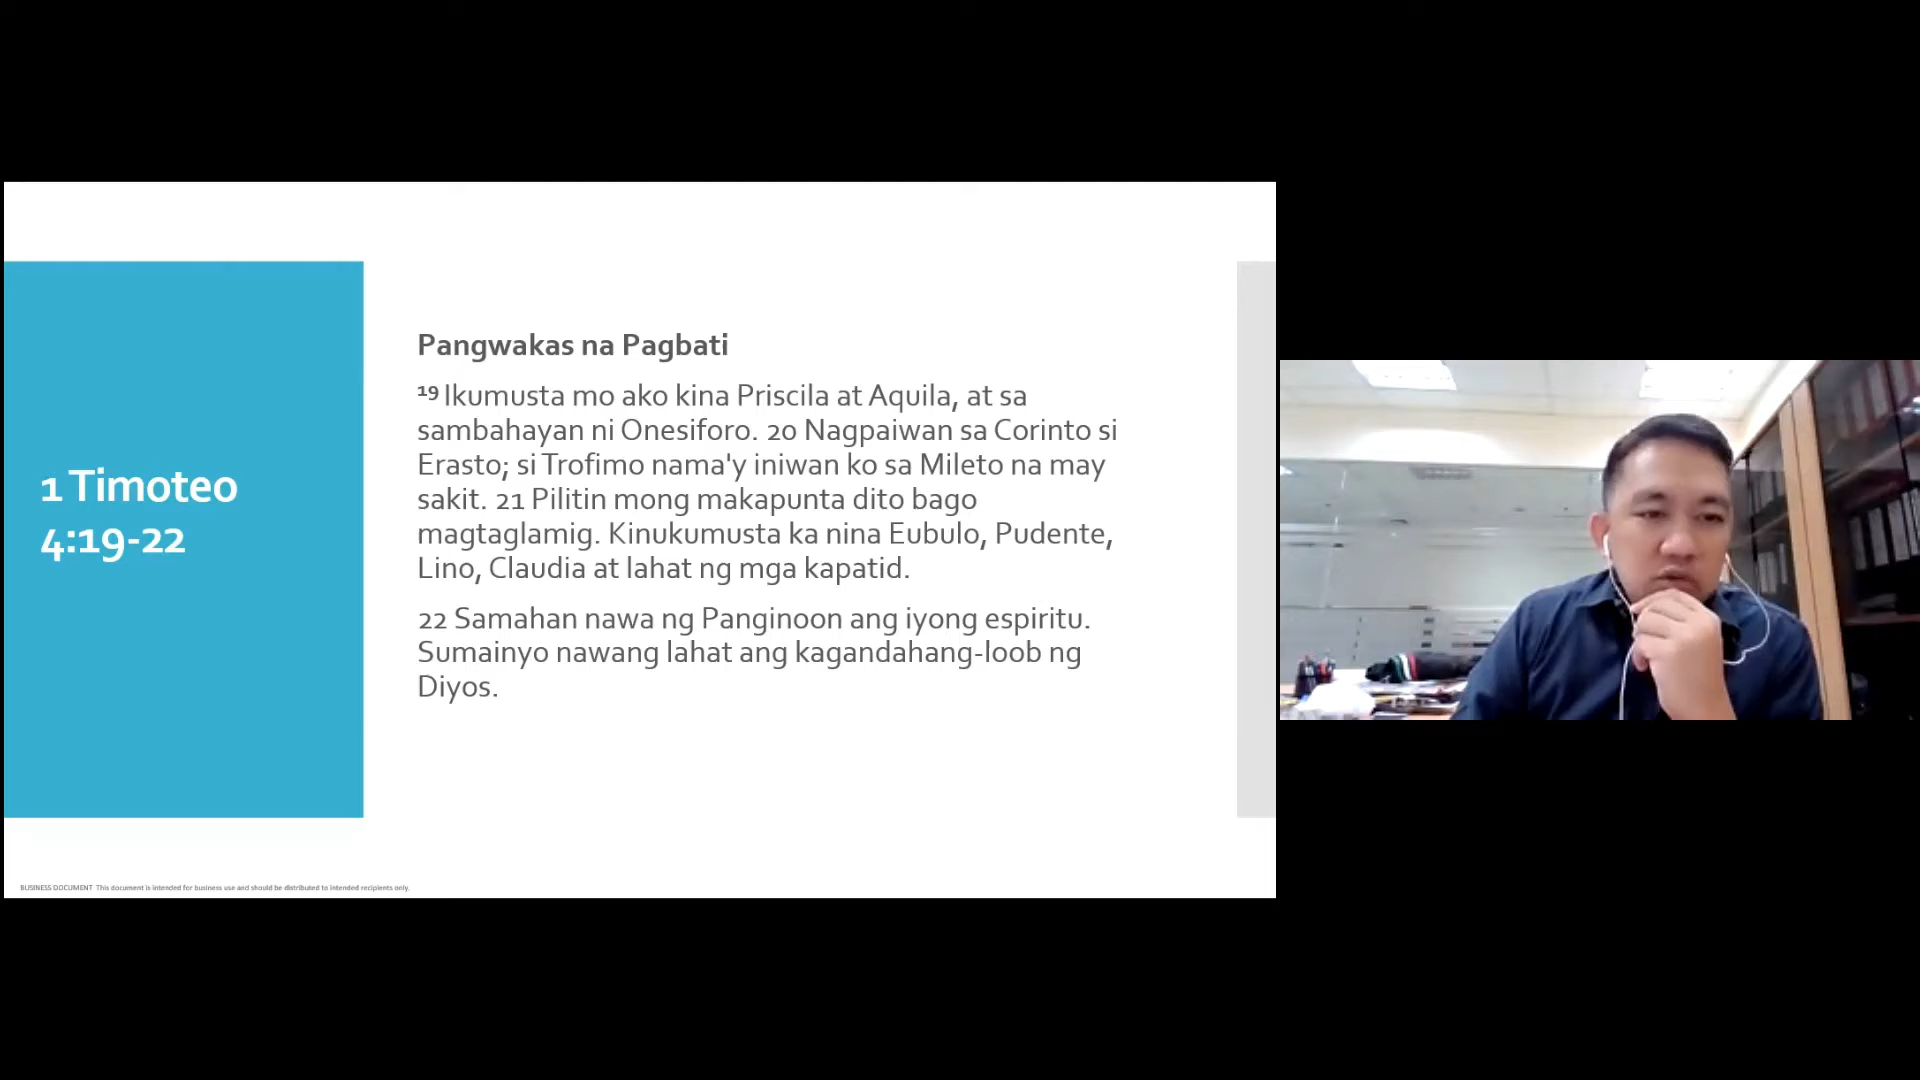 1 Timoteo
4:19-22
Pangwakas na Pagbati
19 Ikumusta mo ako kina Priscila at Aquila, at sa
sambahayan ni Onesiforo. 20 Nagpaiwan sa Corinto si
Erasto; si Trofimo nama'y iniwan ko sa Mileto na may
sakit. 21 Pilitin mong makapunta dito bago
magtaglamig. Kinukumusta ka nina Eubulo, Pudente,
Lino, Claudia at lahat ng mga kapatid.
22 Samahan nawa ng Panginoon ang iyong espiritu.
Sumainyo nawang lahat ang kagandahang-loob ng
Diyos.
BUSINESS DOCUMENT This document is intended for business use and should be distributed to intended recipients only.